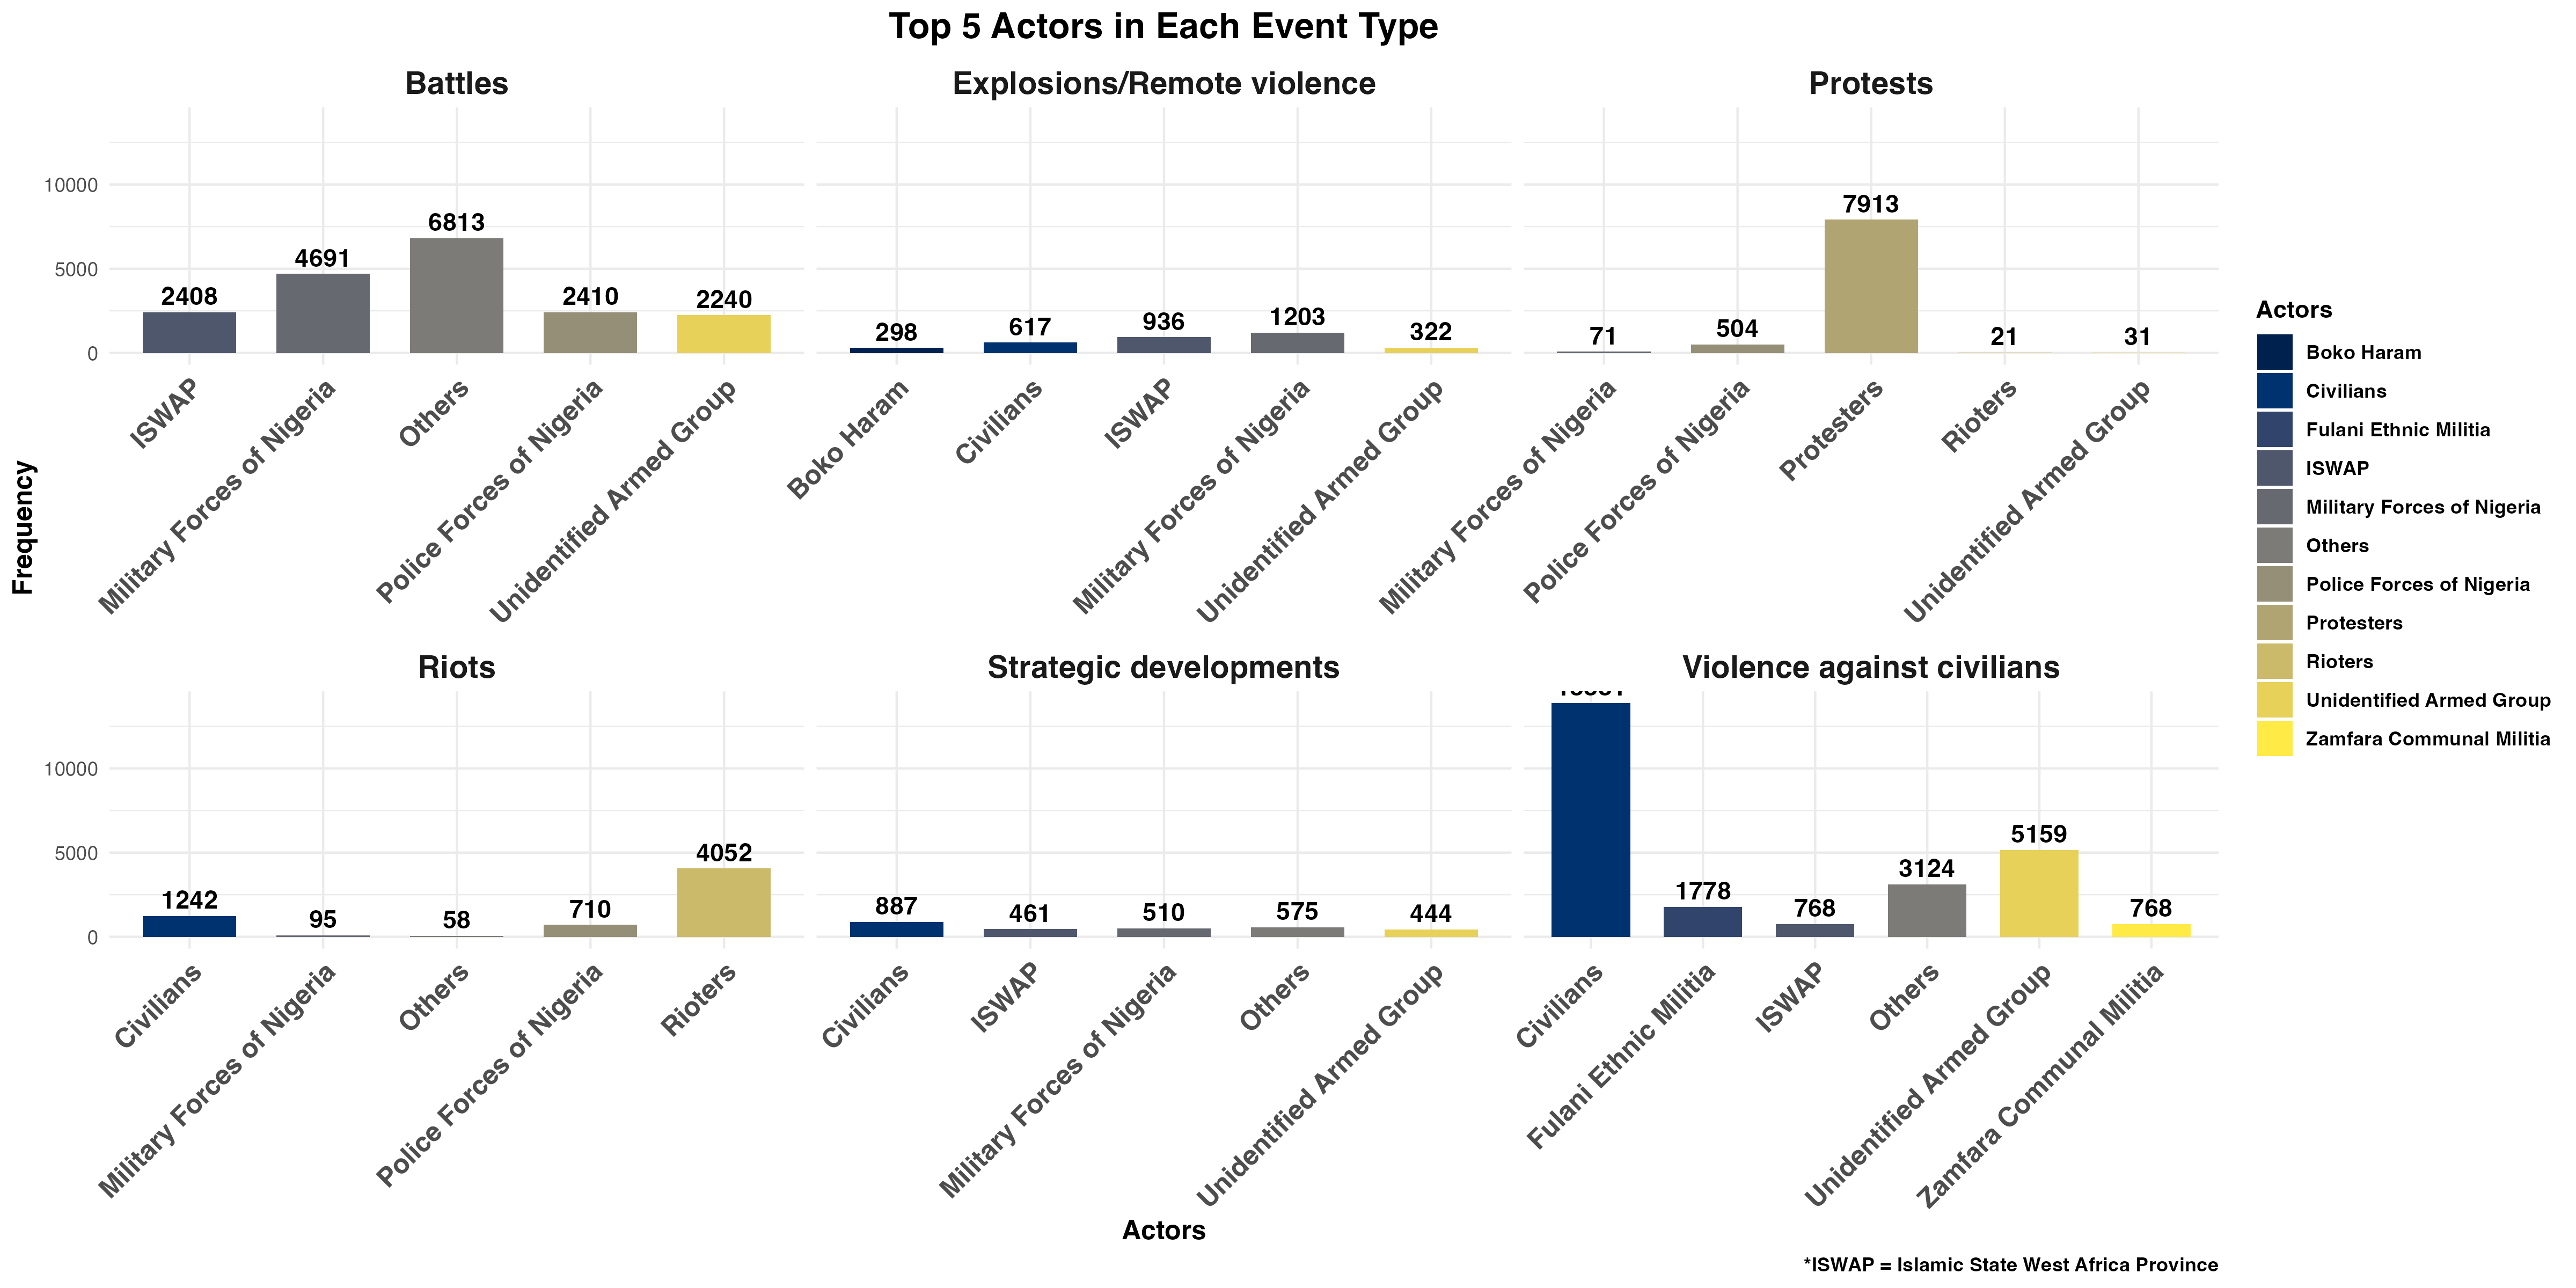 Top 5 Actors in Each Event Type
Battles
Explosions/Remote violence
Protests
10000
5000
0
2408
4691
6813
2410
2240
298
617
936
1203
322
71
504
7913
21
31
ISWAP
Military Forces of Nigeria
Others
Police Forces of Nigeria
Unidentified Armed Group
Boko Haram
Civilians
ISWAP
Military Forces of Nigeria
Unidentified Armed Group
Military Forces of Nigeria
Police Forces of Nigeria
Protesters
Rioters
Unidentified Armed Group
Frequency
Riots
Strategic developments
Violence against civilians
10000
5000
0
1242
95
58
710
4052
887
461
510
575
444
1778
768
3124
5159
768
Civilians
Military Forces of Nigeria
Others
Police Forces of Nigeria
Rioters
Civilians
ISWAP
Military Forces of Nigeria
Others
Unidentified Armed Group
Civilians
Fulani Ethnic Militia
ISWAP
Others
Unidentified Armed Group
Zamfara Communal Militia
Actors
*ISWAP = Islamic State West Africa Province
Actors
Boko Haram
Civilians
Fulani Ethnic Militia
ISWAP
Military Forces of Nigeria
Others
Police Forces of Nigeria
Protesters
Rioters
Unidentified Armed Group
Zamfara Communal Militia